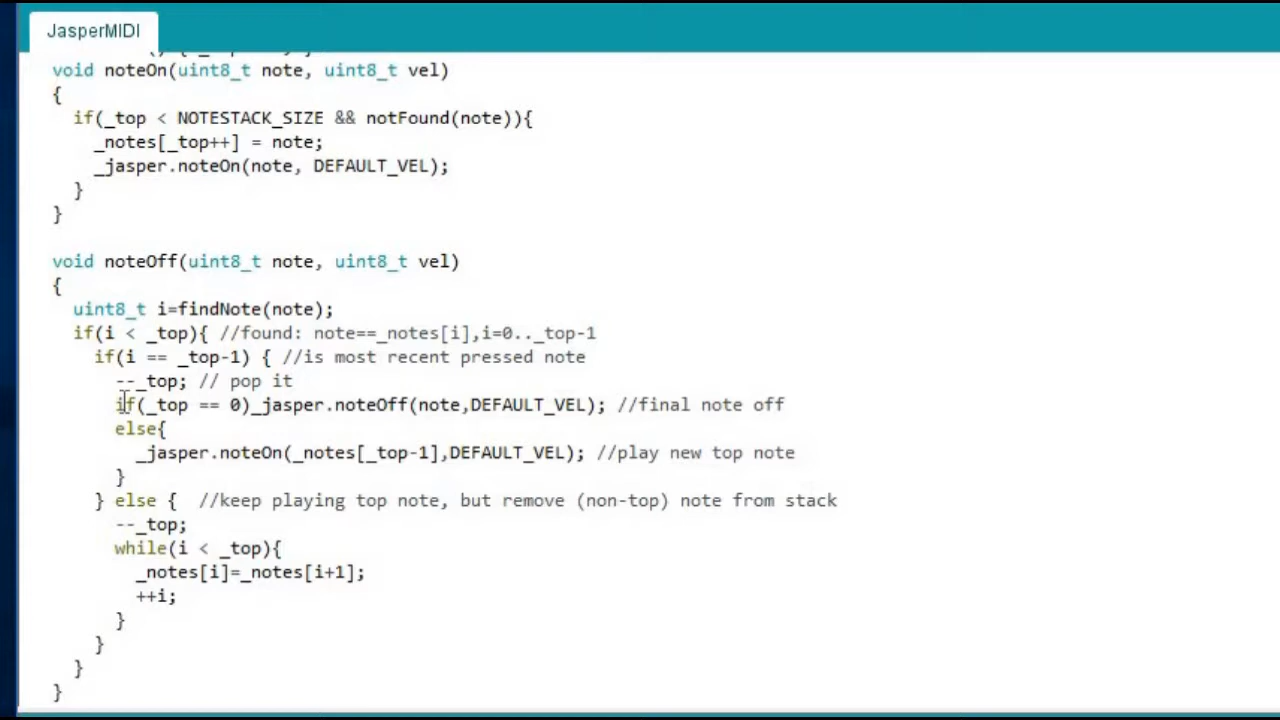 JasperMIDI
void noteOn(uint8_t note, uint8_t vel)
{
if(_top < NOTESTACK_SIZE && notFound(note)){
_notes[_top++] = note;
_jasper.noteOn(note, DEFAULT_VEL);
}
}
void noteOff(uint8_t note, uint8_t vel)
{
uint8_t i=findNote(note);
if(i < _top){ //found: note==_notes[i],i=0.._top-1
if(i == _top-1) { //is most recent pressed note
--_top; // pop it
if(_top == 0)_jasper.noteOff(note,DEFAULT_VEL); //final note off
else{
_jasper.noteOn(_notes[_top-1],DEFAULT_VEL); //play new top note
}
} else {  //keep playing top note, but remove (non-top) note from stack
--_top;
while(i < _top){
_notes[i]=_notes[i+1];
++i;
}
}
}
}